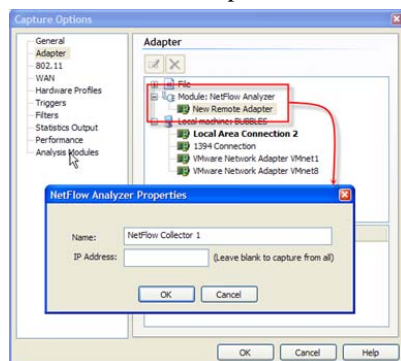 Capture Options
General
Adapter
802.11
WAN
Hardware Profiles
Triggers
Filters
Statistics Output
Performance
Analysis Modules
Adapter
File
Module: NetFlow Analyzer
New Remote Adapter
Local machine: BUBBLES
Local Area Connection 2
1394 Connection
VMware Network Adapter VMnet1
VMware Network Adapter VMnet8
NetFlow Analyzer Properties
Name: NetFlow Collector 1
IP Address: (Leave blank to capture from all)
OK Cancel
OK Cancel Help